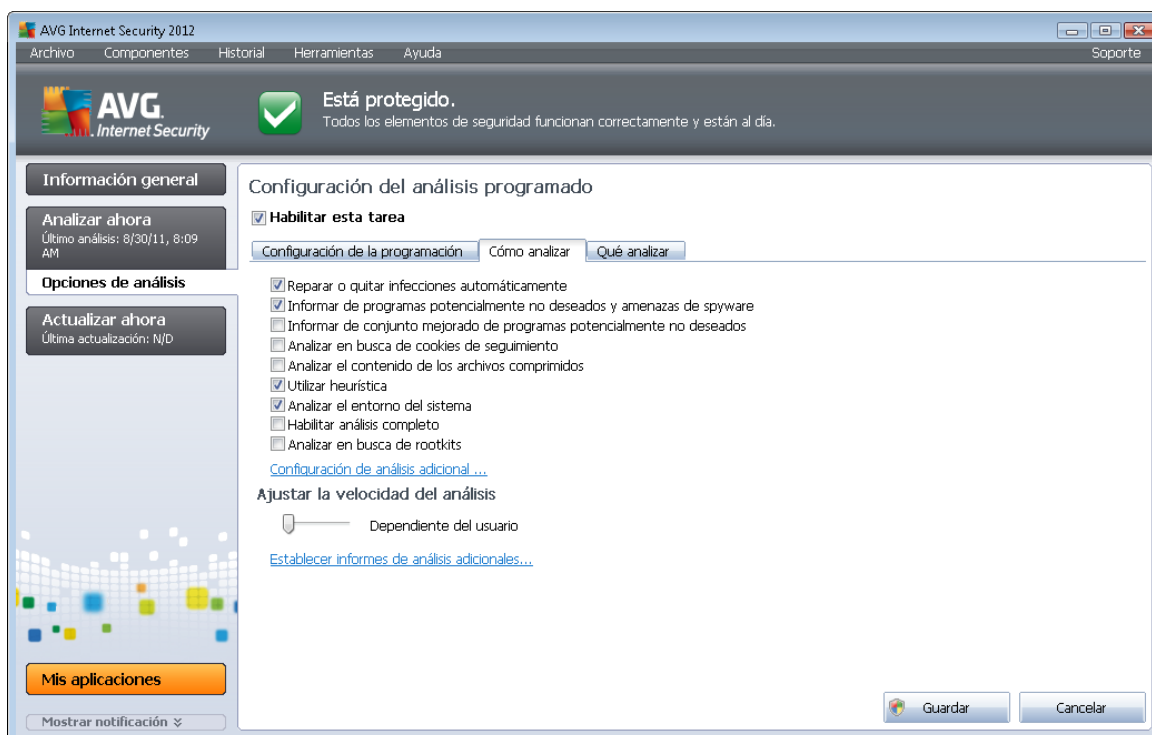 AVG Internet Security 2012
Archivo Componentes Historial Herramientas Ayuda Soporte
AVG.
Internet Security
Está protegido.
Todos los elementos de seguridad funcionan correctamente y están al día.
Información general
Analizar ahora
Último análisis: 8/30/11, 8:09
AM
Opciones de análisis
Actualizar ahora
Última actualización: N/D
Mis aplicaciones
Mostrar notificación
Configuración del análisis programado
Habilitar esta tarea
Configuración de la programación Cómo analizar Qué analizar
Reparar o quitar infecciones automáticamente
Informar de programas potencialmente no deseados y amenazas de spyware
Informar de conjunto mejorado de programas potencialmente no deseados
Analizar en busca de cookies de seguimiento
Analizar el contenido de los archivos comprimidos
Utilizar heurística
Analizar el entorno del sistema
Habilitar análisis completo
Analizar en busca de rootkits
Configuración de análisis adicional ...
Ajustar la velocidad del análisis
Dependiente del usuario
Establecer informes de análisis adicionales...
Guardar Cancelar